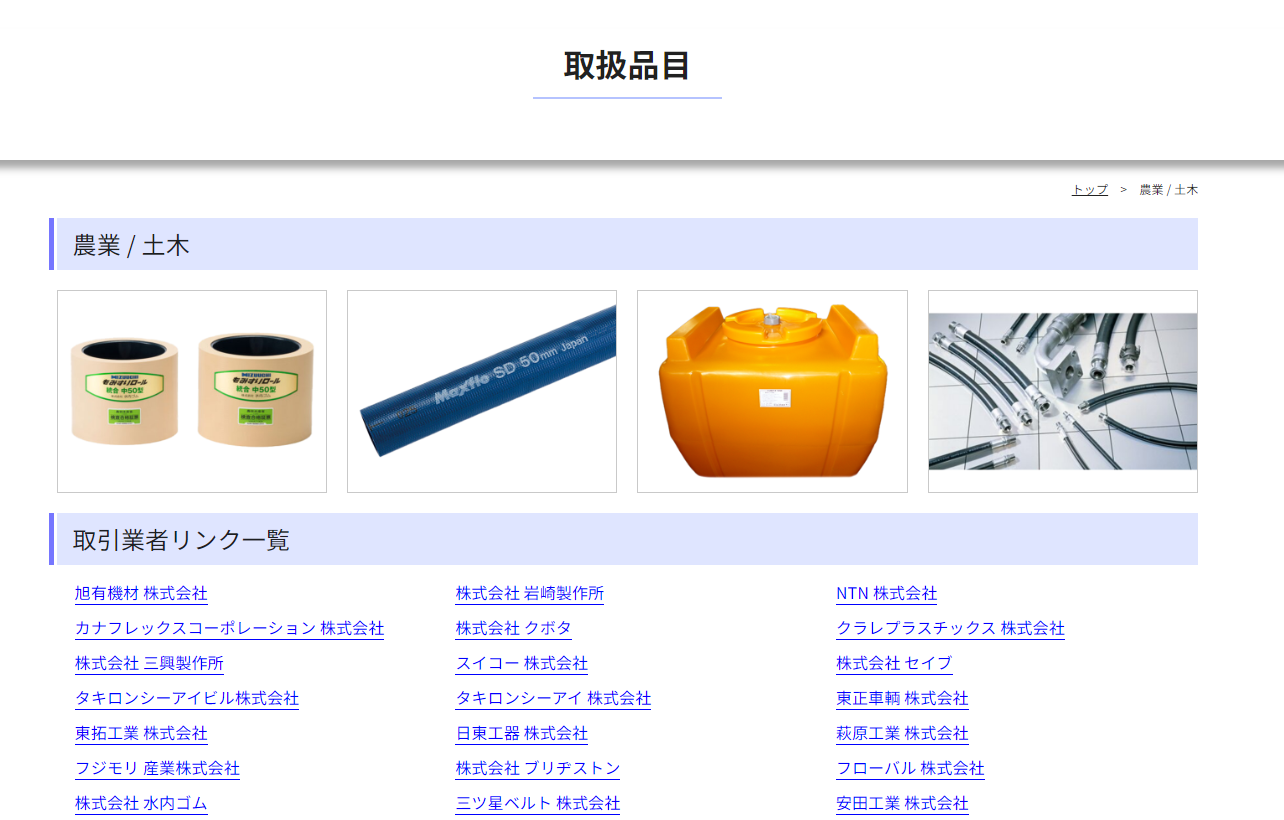 取扱品目
トップ > 農業 / 土木
農業 / 土木
MIZUUCHI MIZUUCHI
もみすりロール もみすりロール
統合 中50型 統合 中50型
Maxflo SD 50mm Japan
取引業者リンク一覧
旭有機材 株式会社 株式会社 岩崎製作所 NTN 株式会社
カナフレックスコーポレーション 株式会社 株式会社 クボタ クラレプラスチックス 株式会社
株式会社 三興製作所 スイコー 株式会社 株式会社 セイブ
タキロンシーアイビル株式会社 タキロンシーアイ 株式会社 東正車輌 株式会社
東拓工業 株式会社 日東工器 株式会社 萩原工業 株式会社
フジモリ 産業株式会社 株式会社 ブリヂストン フローバル 株式会社
株式会社 水内ゴム 三ツ星ベルト 株式会社 安田工業 株式会社